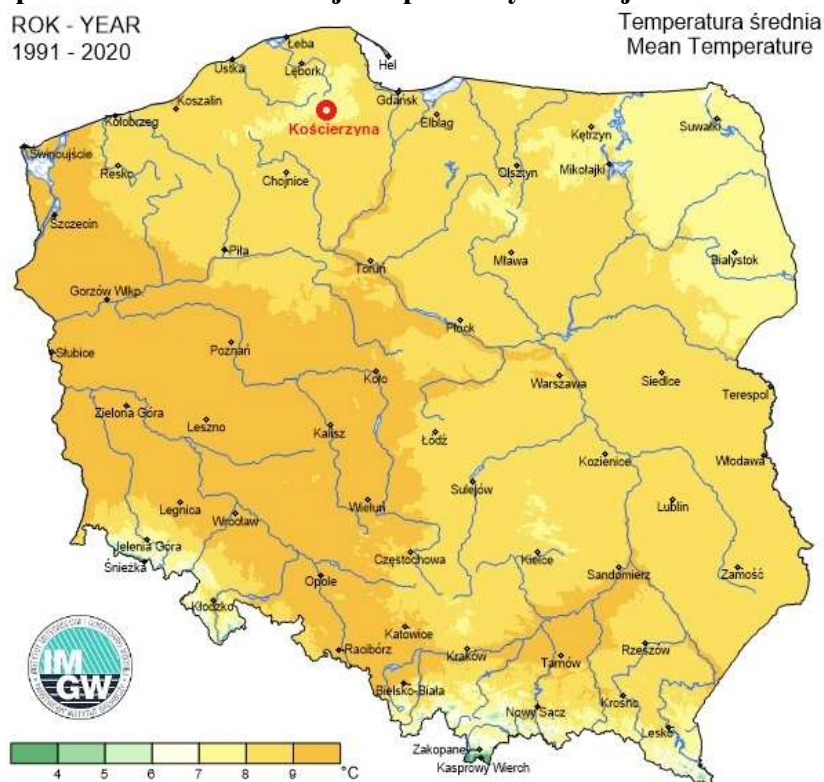 ROK - YEAR
1991 - 2020
Temperatura średnia
Mean Temperature
Łeba
Hel
Ustka
Lębork
Gdańsk
Koszalin
Kołobrzeg
Kościerzyna
Elbląg
Kętrzyn
Suwałki
Świnoujście
Resko
Chojnice
Olsztyn
Mikołajki
Szczecin
Piła
Toruń
Mława
Białystok
Gorzów Wlkp.
Płock
Słubice
Poznań
Koło
Warszawa
Siedlce
Terespol
Zielona Góra
Leszno
Kalisz
Łódź
Kozienice
Włodawa
Sulejów
Legnica
Wrocław
Wieluń
Lublin
Jelenia Góra
Śnieżka
Częstochowa
Kielce
Sandomierz
Zamość
Opole
Kłodzko
Katowice
Racibórz
Kraków
Tarnów
Rzeszów
Bielsko-Biała
Nowy Sącz
Krosno
Lesko
Zakopane
Kasprowy Wierch
IM
GW
4 5 6 7 8 9 °C